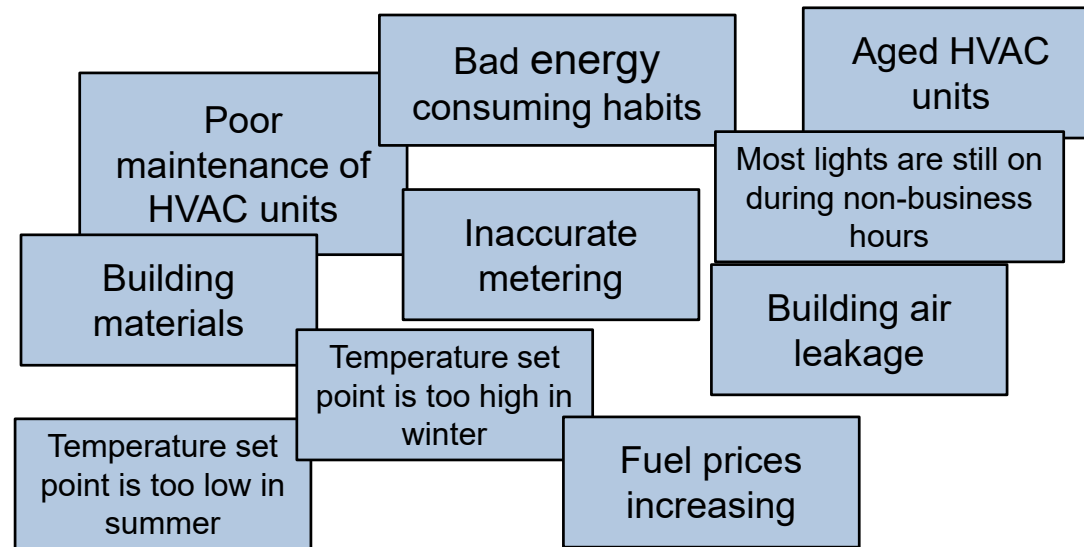 Bad energy
consuming habits
Aged HVAC
units
Poor
maintenance of
HVAC units
Most lights are still on
during non-business
hours
Inaccurate
metering
Building
materials
Building air
leakage
Temperature set
point is too high in
winter
Temperature set
point is too low in
summer
Fuel prices
increasing